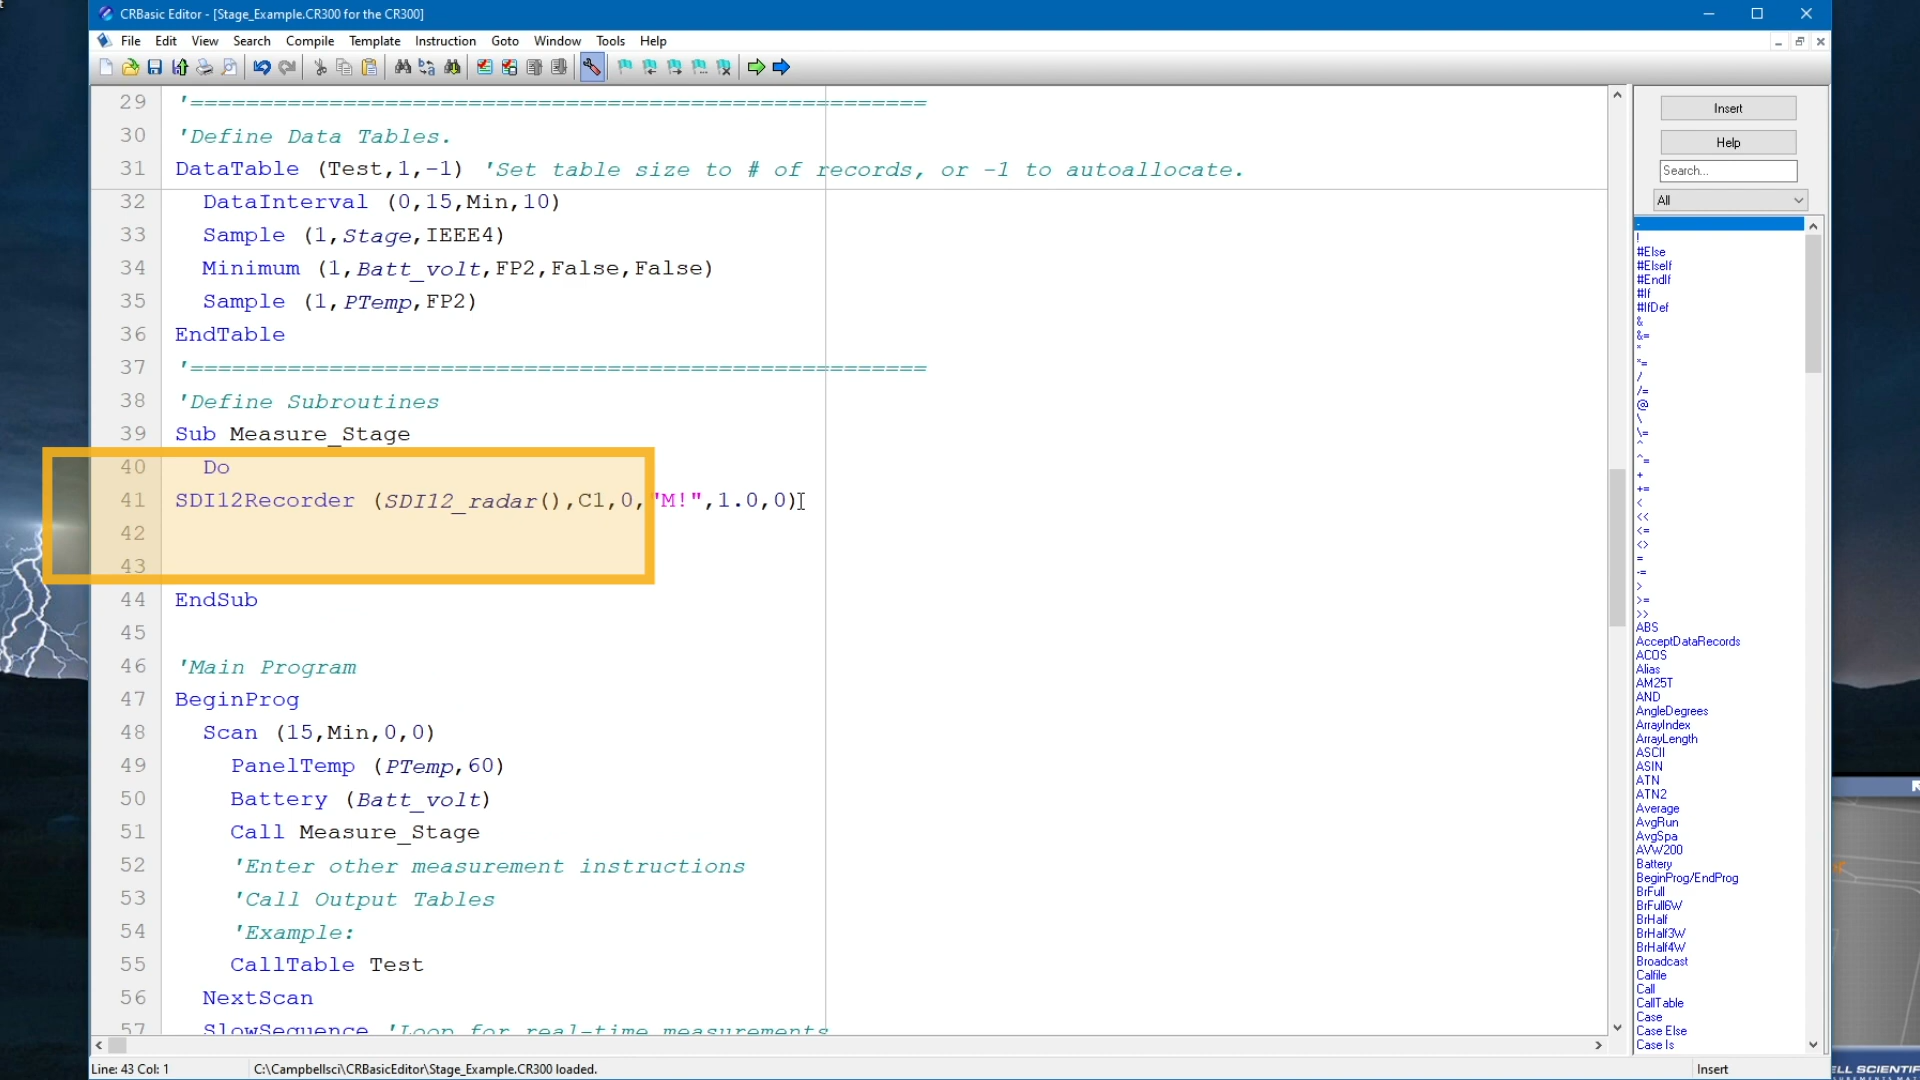 CRBasic Editor - [Stage_Example.CR300 for the CR300]
File Edit View Search Compile Template Instruction Goto Window Tools Help
29 '=====================================================
30 'Define Data Tables.
31 DataTable (Test,1,-1) 'Set table size to # of records, or -1 to autoallocate.
32 DataInterval (0,15,Min,10)
33 Sample (1,Stage,IEEE4)
34 Minimum (1,Batt_volt,FP2,False,False)
35 Sample (1,PTemp,FP2)
36 EndTable
37 '=====================================================
38 'Define Subroutines
39 Sub Measure_Stage
40 Do
41 SDI12Recorder (SDI12_radar(),C1,0,"M!",1.0,0)
42
43
44 EndSub
45
46 'Main Program
47 BeginProg
48 Scan (15,Min,0,0)
49 PanelTemp (PTemp,60)
50 Battery (Batt_volt)
51 Call Measure_Stage
52 'Enter other measurement instructions
53 'Call Output Tables
54 'Example:
55 CallTable Test
56 NextScan
57 SlowSequence 'Loop for real-time measurements
Insert
Help
Search...
All
-
!
#Else
#ElseIf
#EndIf
#If
#IfDef
&
&=
*
*=
/
/=
@
\
\=
^
^=
+
+=
<
<<
<=
<>
=
-=
>
>=
>>
ABS
AcceptDataRecords
ACOS
Alias
AM25T
AND
AngleDegrees
ArrayIndex
ArrayLength
ASCII
ASIN
ATN
ATN2
Average
AvgRun
AvgSpa
AVW200
Battery
BeginProg/EndProg
BrFull
BrFull6W
BrHalf
BrHalf3W
BrHalf4W
Broadcast
Calfile
Call
CallTable
Case
Case Else
Case Is
Line: 43 Col: 1 C:\Campbellsci\CRBasicEditor\Stage_Example.CR300 loaded. Insert
ELL SCIENTIF